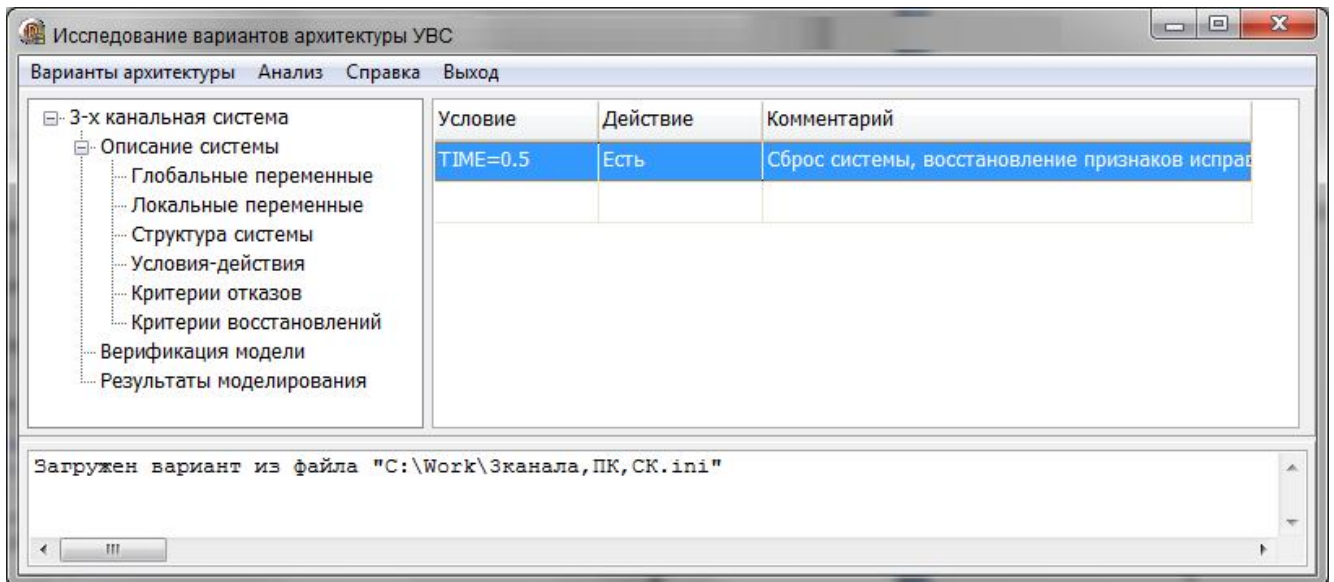 Исследование вариантов архитектуры УВС
Варианты архитектуры Анализ Справка Выход
3-х канальная система
Описание системы
Глобальные переменные
Локальные переменные
Структура системы
Условия-действия
Критерии отказов
Критерии восстановлений
Верификация модели
Результаты моделирования
Условие Действие Комментарий
TIME=0.5 Есть Сброс системы, восстановление признаков
Загружен вариант из файла "C:\Work\3канала,ПК,СК.ini"